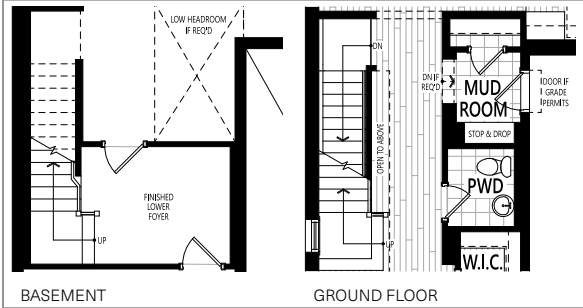 LOW HEADROOM
IF REQ'D
FINISHED
LOWER
FOYER
UP
BASEMENT
DN
OPEN TO ABOVE
UP
DN IF
REQ'D
MUD
ROOM
DOOR IF
GRADE
PERMITS
STOP & DROP
PWD
W.I.C.
GROUND FLOOR